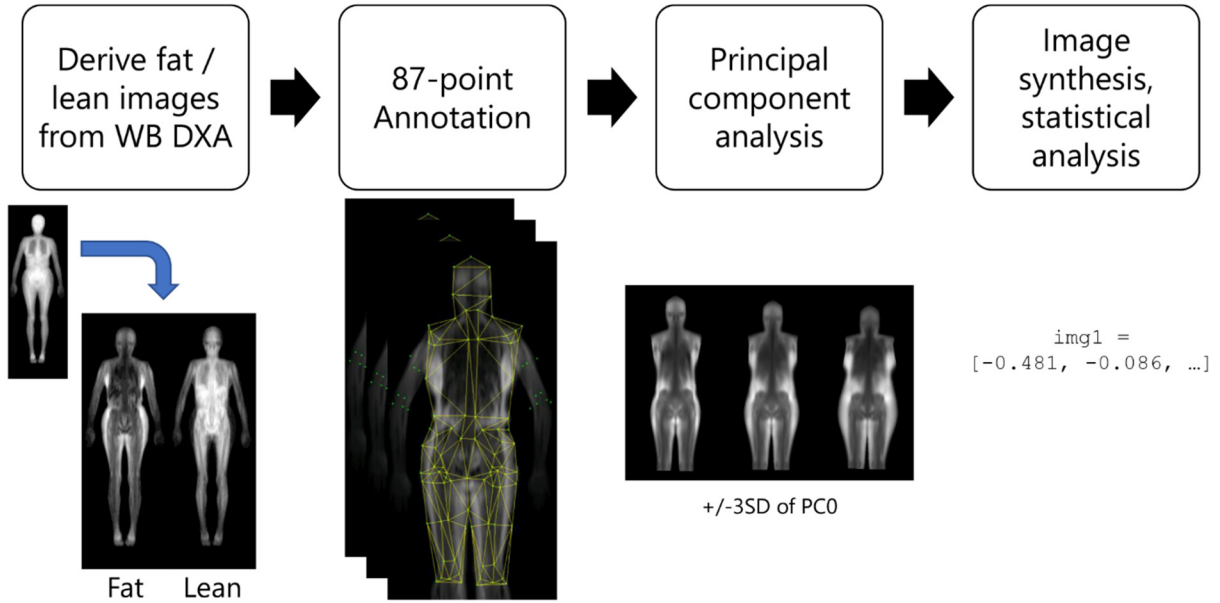 Derive fat /
lean images
from WB DXA
87-point
Annotation
Principal
component
analysis
Image
synthesis,
statistical
analysis
Fat
Lean
+/-3SD of PC0
img1 =
[-0.481, -0.086, …]